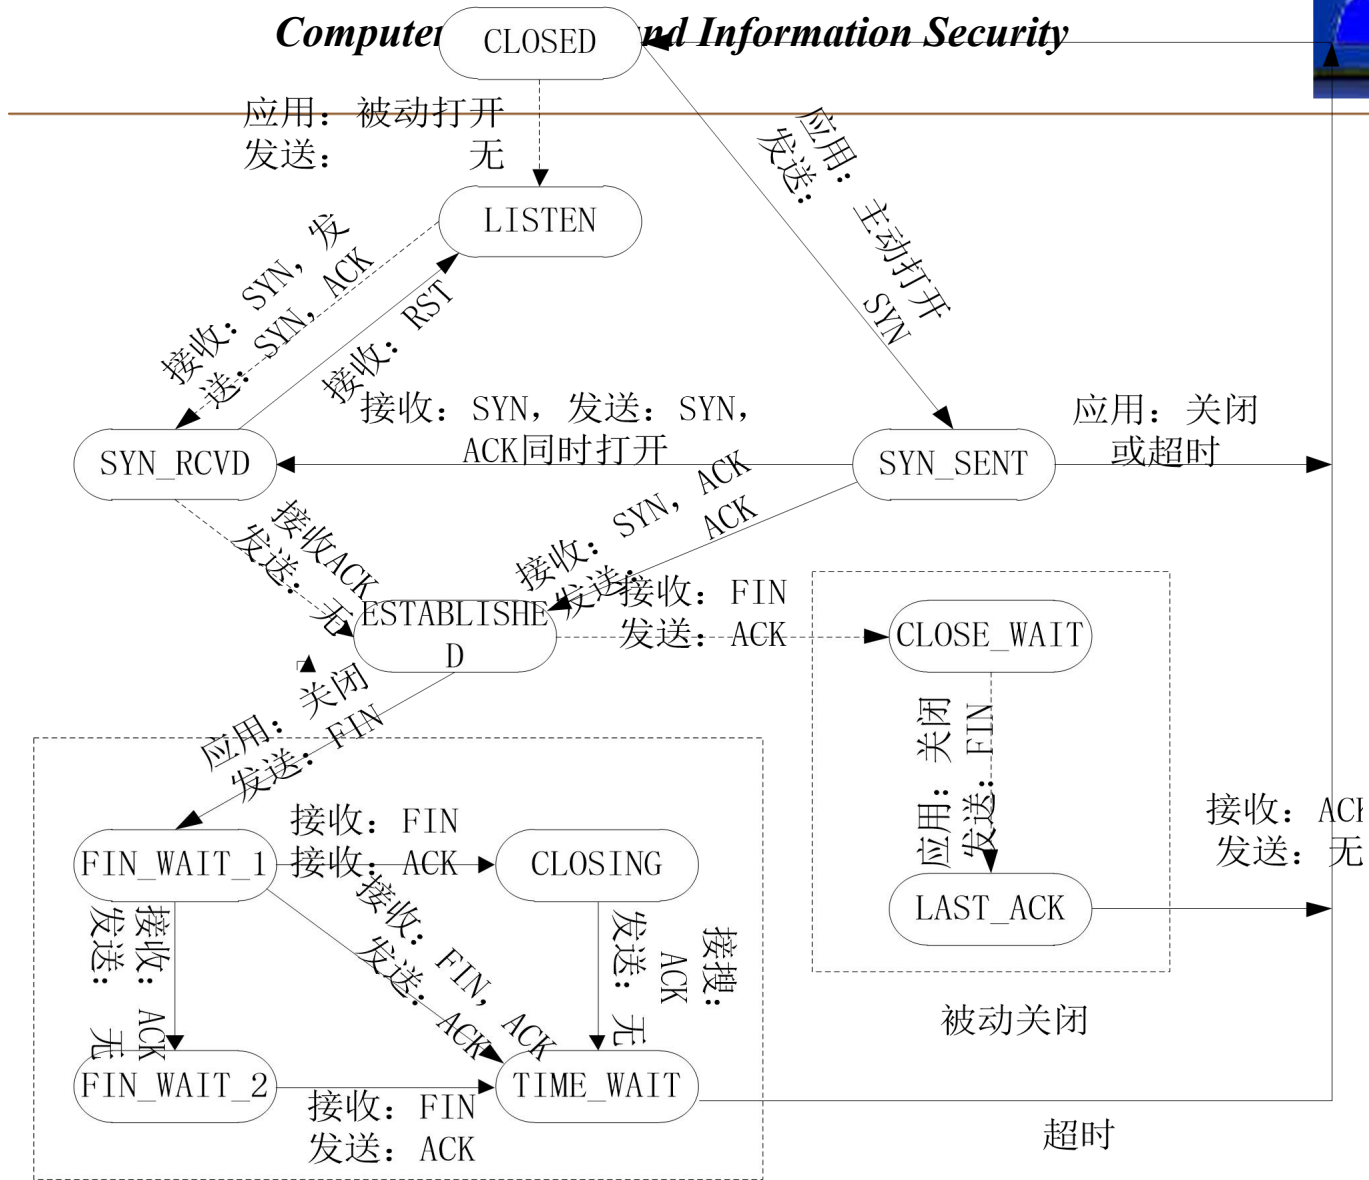 Computer and Information Security
CLOSED
应用：被动打开
发送： 无
应用：主动打开
发送： SYN
LISTEN
接收：SYN，发
送：SYN，ACK
接收：RST
接收：SYN，发送：SYN，
ACK同时打开
应用：关闭
或超时
SYN_RCVD
SYN_SENT
接收ACK
发送：无
接收：SYN，ACK
发送： ACK
接收：FIN
发送：ACK
ESTABLISHE
D
CLOSE_WAIT
应用：关闭
发送：FIN
应用：关闭
发送：FIN
接收：ACK
发送：无
FIN_WAIT_1
接收：FIN
接收：ACK
CLOSING
LAST_ACK
接收：ACK
发送：无
接收：FIN，ACK
发送：ACK
接搜：
ACK
发送：无
被动关闭
FIN_WAIT_2
接收：FIN
发送：ACK
TIME_WAIT
超时